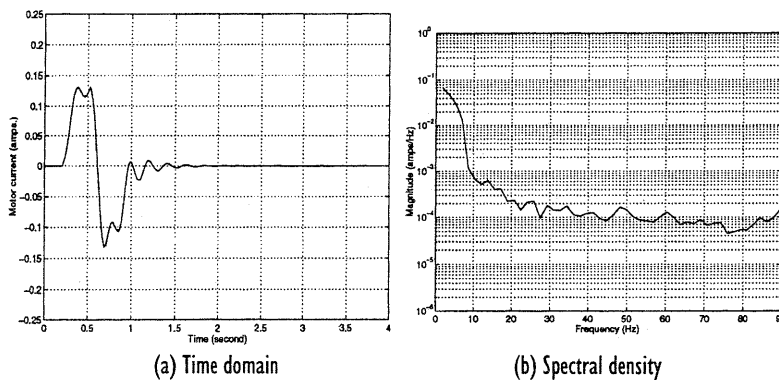 0.25
0.2
0.15
0.1
0.05
0
−0.05
−0.1
−0.15
−0.2
−0.25
Motor current (amps.)
0 0.5 1 1.5 2 2.5 3 3.5 4
Time (second)
(a) Time domain
10^0
10^-1
10^-2
10^-3
10^-4
10^-5
10^-6
Magnitude (amps/Hz)
0 10 20 30 40 50 60 70 80
Frequency (Hz)
(b) Spectral density